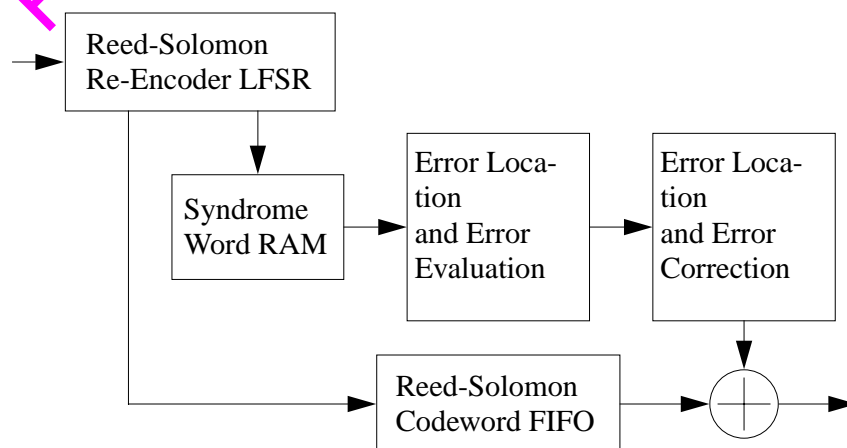 Reed-Solomon
Re-Encoder LFSR
Syndrome
Word RAM
Error Loca-
tion
and Error
Evaluation
Error Loca-
tion
and Error
Correction
Reed-Solomon
Codeword FIFO